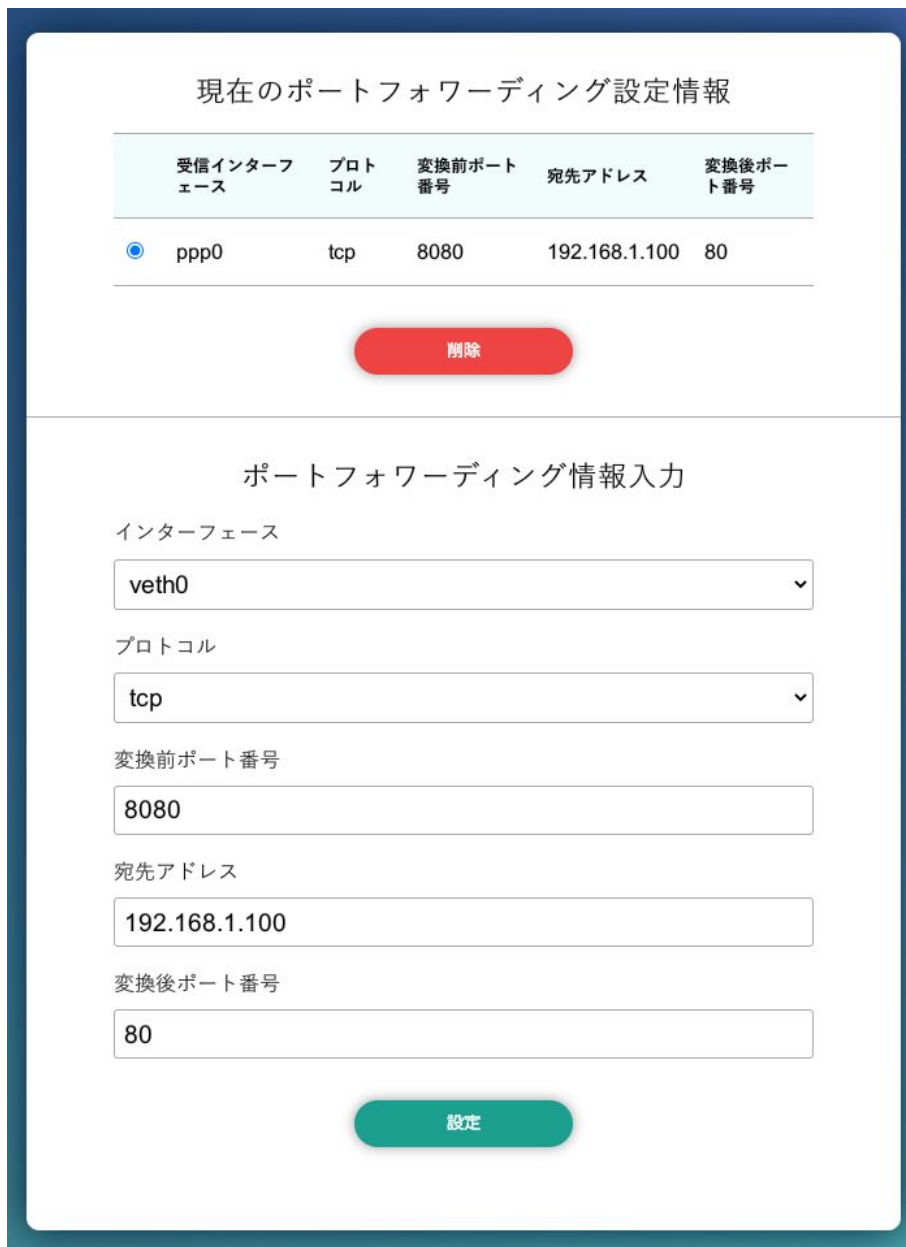 現在のポートフォワーディング設定情報
受信インターフェース プロトコル 変換前ポート番号 宛先アドレス 変換後ポート番号
ppp0 tcp 8080 192.168.1.100 80
削除
ポートフォワーディング情報入力
インターフェース
veth0
プロトコル
tcp
変換前ポート番号
8080
宛先アドレス
192.168.1.100
変換後ポート番号
80
設定